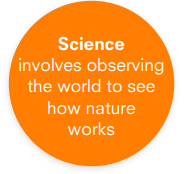 Science
involves observing
the world to see
how nature
works